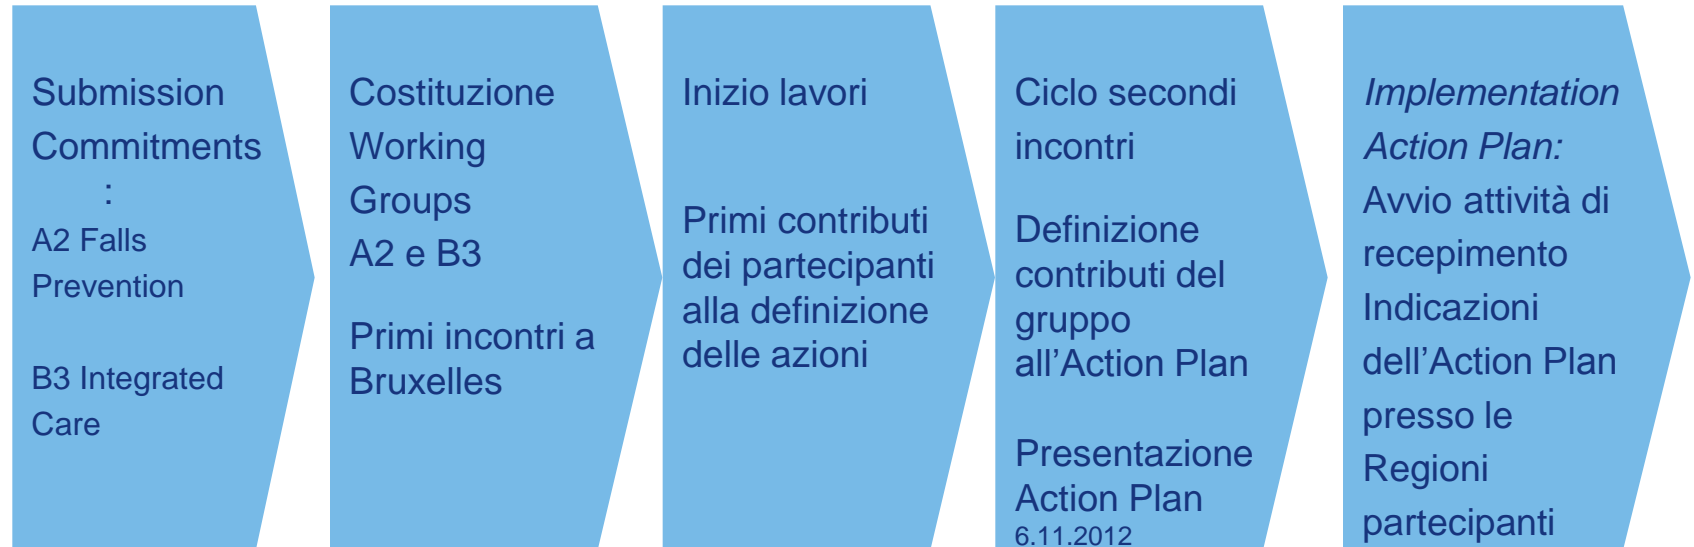 Submission
Commitments
:
A2 Falls
Prevention
B3 Integrated
Care
Costituzione
Working
Groups
A2 e B3
Primi incontri a
Bruxelles
Inizio lavori
Primi contributi
dei partecipanti
alla definizione
delle azioni
Ciclo secondi
incontri
Definizione
contributi del
gruppo
all’Action Plan
Presentazione
Action Plan
6.11.2012
Implementation
Action Plan:
Avvio attività di
recepimento
Indicazioni
dell’Action Plan
presso le
Regioni
partecipanti